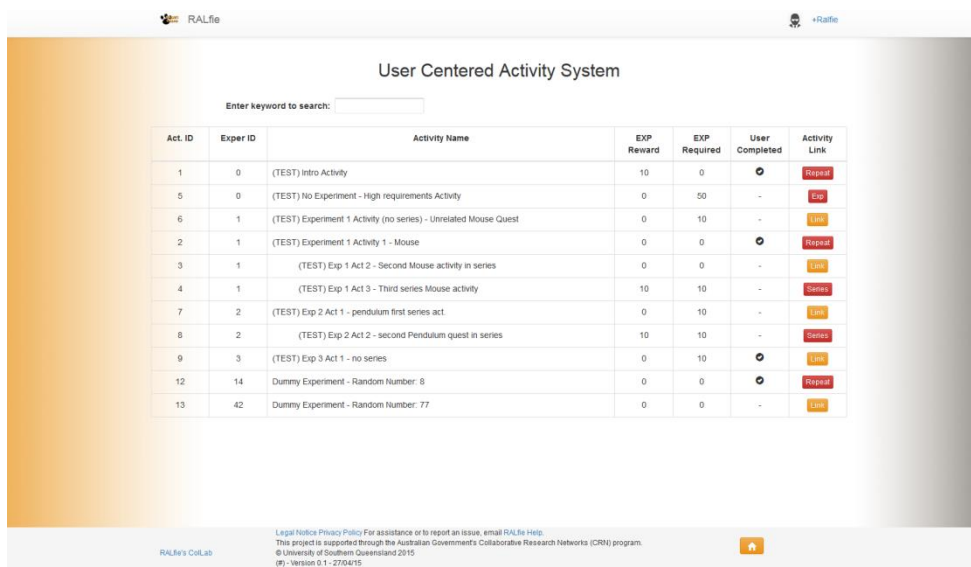 RALfie
+Ralfie
User Centered Activity System
Enter keyword to search:
Act. ID Exper ID Activity Name EXP Reward EXP Required User Completed Activity Link
1 0 (TEST) Intro Activity 10 0 Repeat
5 0 (TEST) No Experiment - High requirements Activity 0 50 - Exp
6 1 (TEST) Experiment 1 Activity (no series) - Unrelated Mouse Quest 0 10 - Link
2 1 (TEST) Experiment 1 Activity 1 - Mouse 0 0 Repeat
3 1 (TEST) Exp 1 Act 2 - Second Mouse activity in series 0 0 - Link
4 1 (TEST) Exp 1 Act 3 - Third series Mouse activity 10 10 - Series
7 2 (TEST) Exp 2 Act 1 - pendulum first series act. 0 10 - Link
8 2 (TEST) Exp 2 Act 2 - second Pendulum quest in series 10 10 - Series
9 3 (TEST) Exp 3 Act 1 - no series 0 10 Link
12 14 Dummy Experiment - Random Number: 8 0 0 Repeat
13 42 Dummy Experiment - Random Number: 77 0 0 - Link
Legal Notice Privacy Policy For assistance or to report an issue, email RALfie Help.
This project is supported through the Australian Government's Collaborative Research Networks (CRN) program.
RALfie's ColLab © University of Southern Queensland 2015
(#) - Version 0.1 - 27/04/15